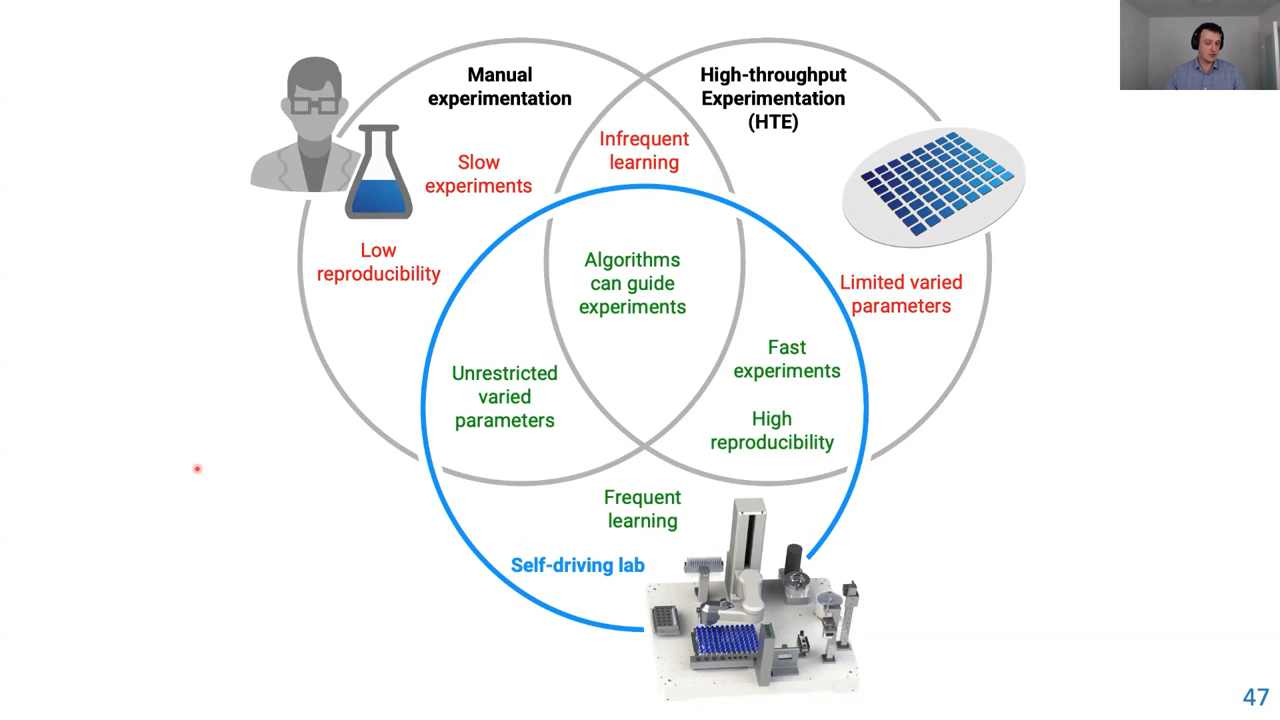 Manual
experimentation
High-throughput
Experimentation
(HTE)
Infrequent
learning
Slow
experiments
Low
reproducibility
Algorithms
can guide
experiments
Limited varied
parameters
Fast
experiments
Unrestricted
varied
parameters
High
reproducibility
Frequent
learning
Self-driving lab
47